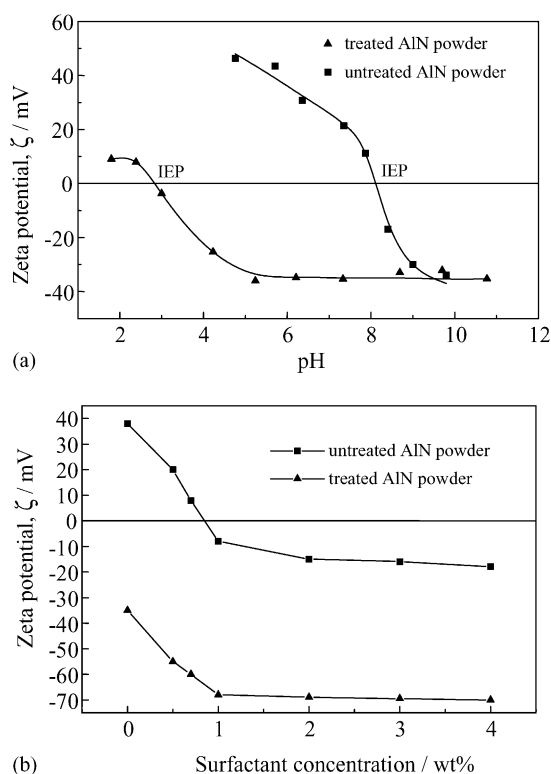 60
40
20
0
-20
-40
Zeta potential, ζ / mV
▲ treated AlN powder
■ untreated AlN powder
IEP
IEP
2 4 6 8 10 12
(a)
pH
40
30
20
10
0
-10
-20
-30
-40
-50
-60
-70
Zeta potential, ζ / mV
untreated AlN powder
treated AlN powder
0 1 2 3 4
(b)
Surfactant concentration / wt%